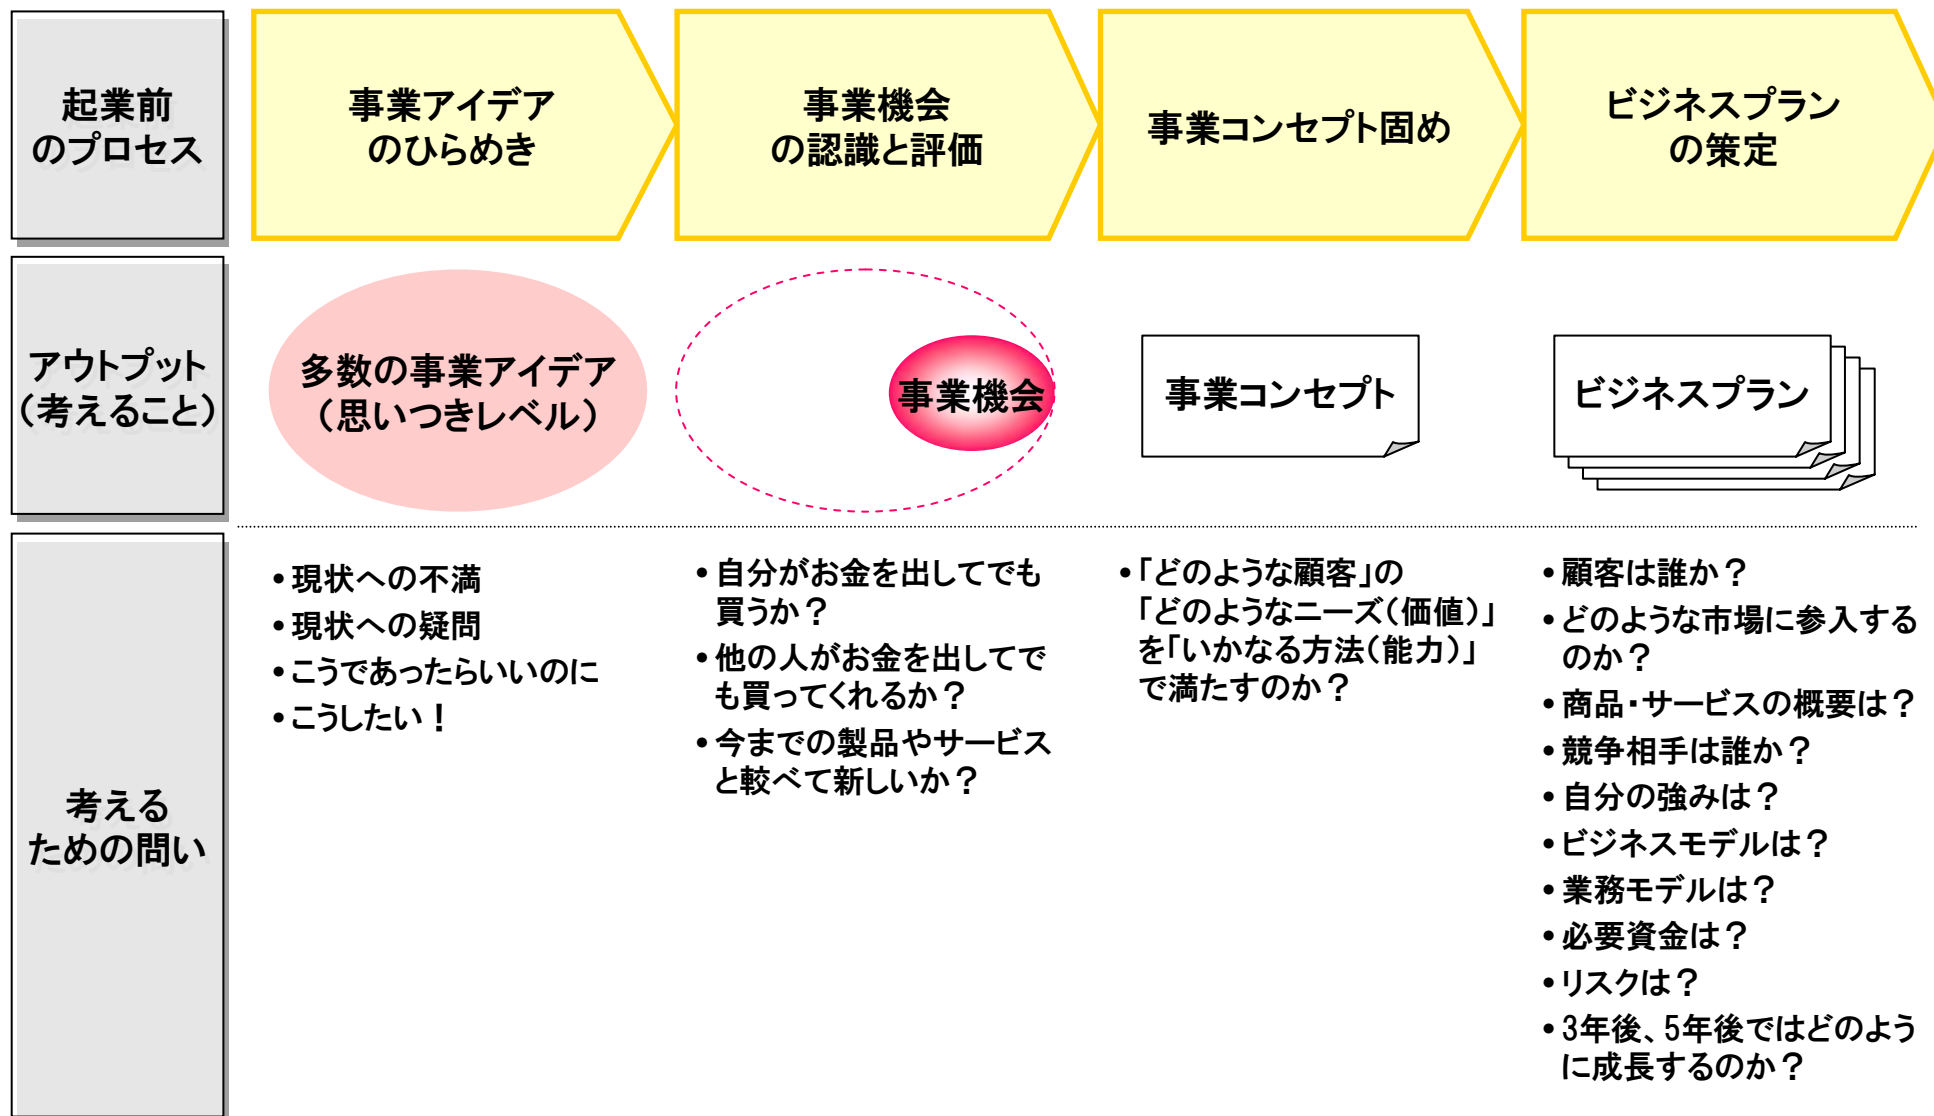 起業前
のプロセス
事業アイデア
のひらめき
事業機会
の認識と評価
事業コンセプト固め
ビジネスプラン
の策定
アウトプット
(考えること)
多数の事業アイデア
(思いつきレベル)
事業機会
事業コンセプト
ビジネスプラン
考える
ための問い
•現状への不満
•現状への疑問
•こうであったらいいのに
•こうしたい！
•自分がお金を出してでも
買うか？
•他の人がお金を出してで
も買ってくれるか？
•今までの製品やサービス
と較べて新しいか？
•「どのような顧客」の
「どのようなニーズ(価値)」
を「いかなる方法(能力)」
で満たすのか？
•顧客は誰か？
•どのような市場に参入する
のか？
•商品・サービスの概要は？
•競争相手は誰か？
•自分の強みは？
•ビジネスモデルは？
•業務モデルは？
•必要資金は？
•リスクは？
•3年後、5年後ではどのよう
に成長するのか？